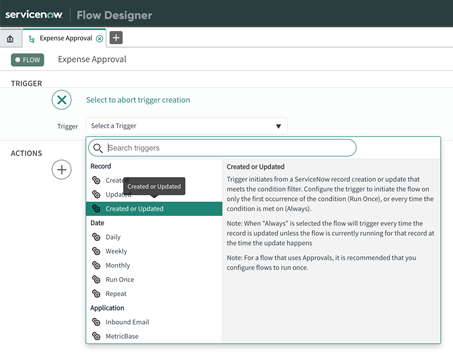 servicenow Flow Designer
Expense Approval
FLOW Expense Approval
TRIGGER
Select to abort trigger creation
Trigger Select a Trigger
Search triggers
Record
Created
Updated
Created or Updated
Created or Updated
Date
Daily
Weekly
Monthly
Run Once
Repeat
Application
Inbound Email
MetricBase
Created or Updated
Trigger initiates from a ServiceNow record creation or update that
meets the condition filter. Configure the trigger to initiate the flow on
only the first occurrence of the condition (Run Once), or every time the
condition is met on (Always).
Note: When "Always" is selected the flow will trigger every time the
record is updated unless the flow is currently running for that record at
the time the update happens
Note: For a flow that uses Approvals, it is recommended that you
configure flows to run once.
ACTIONS